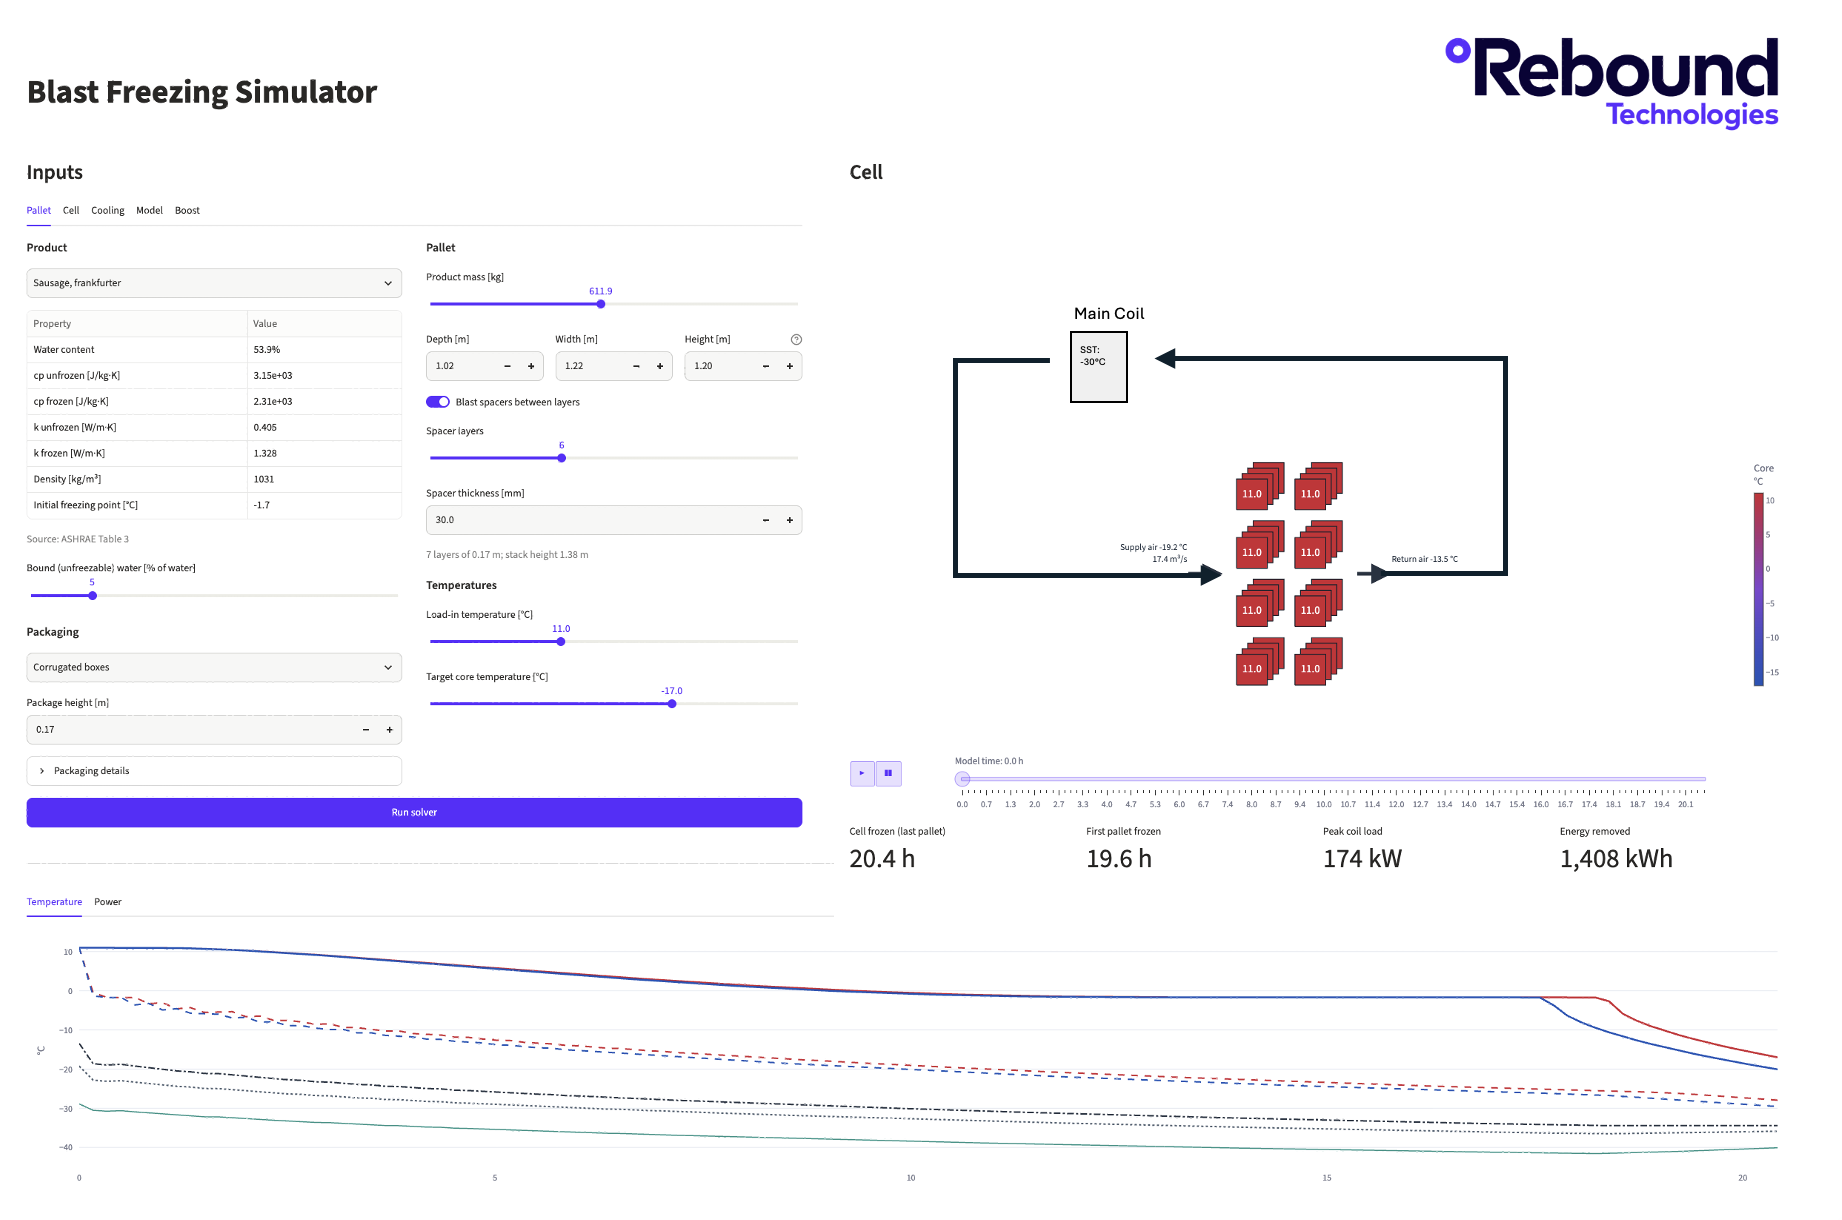 Rebound
Technologies
Blast Freezing Simulator
Inputs
Pallet Cell Cooling Model Boost
Product
Sausage, frankfurter
Property Value
Water content 53.9%
cp unfrozen [J/kg·K] 3.15e+03
cp frozen [J/kg·K] 2.31e+03
k unfrozen [W/m·K] 0.405
k frozen [W/m·K] 1.328
Density [kg/m³] 1031
Initial freezing point [°C] -1.7
Source: ASHRAE Table 3
Bound (unfreezable) water [% of water]
5
Packaging
Corrugated boxes
Package height [m]
0.17
Packaging details
Pallet
Product mass [kg]
611.9
Depth [m] Width [m] Height [m]
1.02 − + 1.22 − + 1.20 − +
Blast spacers between layers
Spacer layers
6
Spacer thickness [mm]
30.0
7 layers of 0.17 m; stack height 1.38 m
Temperatures
Load-in temperature [°C]
11.0
Target core temperature [°C]
-17.0
Run solver
Cell
Main Coil
SST:
-30°C
Supply air -19.2 °C
17.4 m³/s
11.0 11.0
11.0 11.0
11.0 11.0
11.0 11.0
Return air -13.5 °C
Core
°C
10
5
0
−5
−10
−15
Model time: 0.0 h
0.0 0.7 1.3 2.0 2.7 3.3 4.0 4.7 5.3 6.0 6.7 7.4 8.0 8.7 9.4 10.0 10.7 11.4 12.0 12.7 13.4 14.0 14.7 15.4 16.0 16.7 17.4 18.1 18.7 19.4 20.1
Cell frozen (last pallet) First pallet frozen Peak coil load Energy removed
20.4 h 19.6 h 174 kW 1,408 kWh
Temperature Power
°C
10
0
−10
−20
−30
−40
0 5 10 15 20